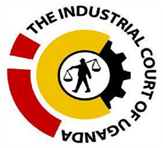 THE INDUSTRIAL COURT OF UGANDA